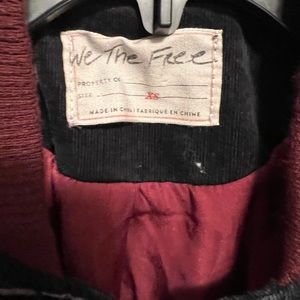 We The Free
PROPERTY OF
SIZE XS
MADE IN CHINA FABRIQUÉ EN CHINE